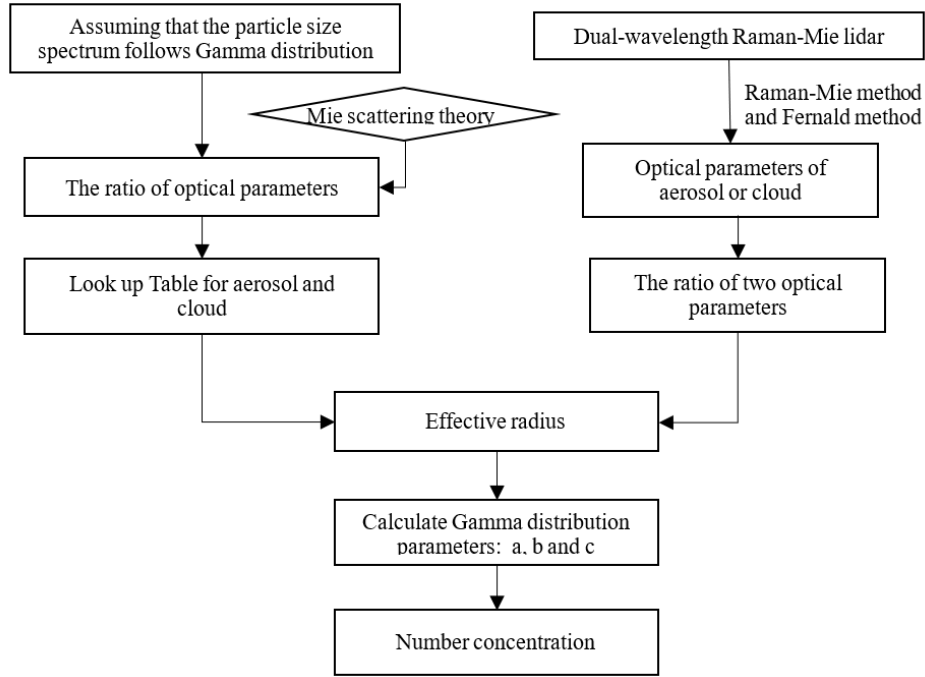 Assuming that the particle size
spectrum follows Gamma distribution
Dual-wavelength Raman-Mie lidar
Mie scattering theory
Raman-Mie method
and Fernald method
The ratio of optical parameters
Optical parameters of
aerosol or cloud
Look up Table for aerosol and
cloud
The ratio of two optical
parameters
Effective radius
Calculate Gamma distribution
parameters: a, b and c
Number concentration